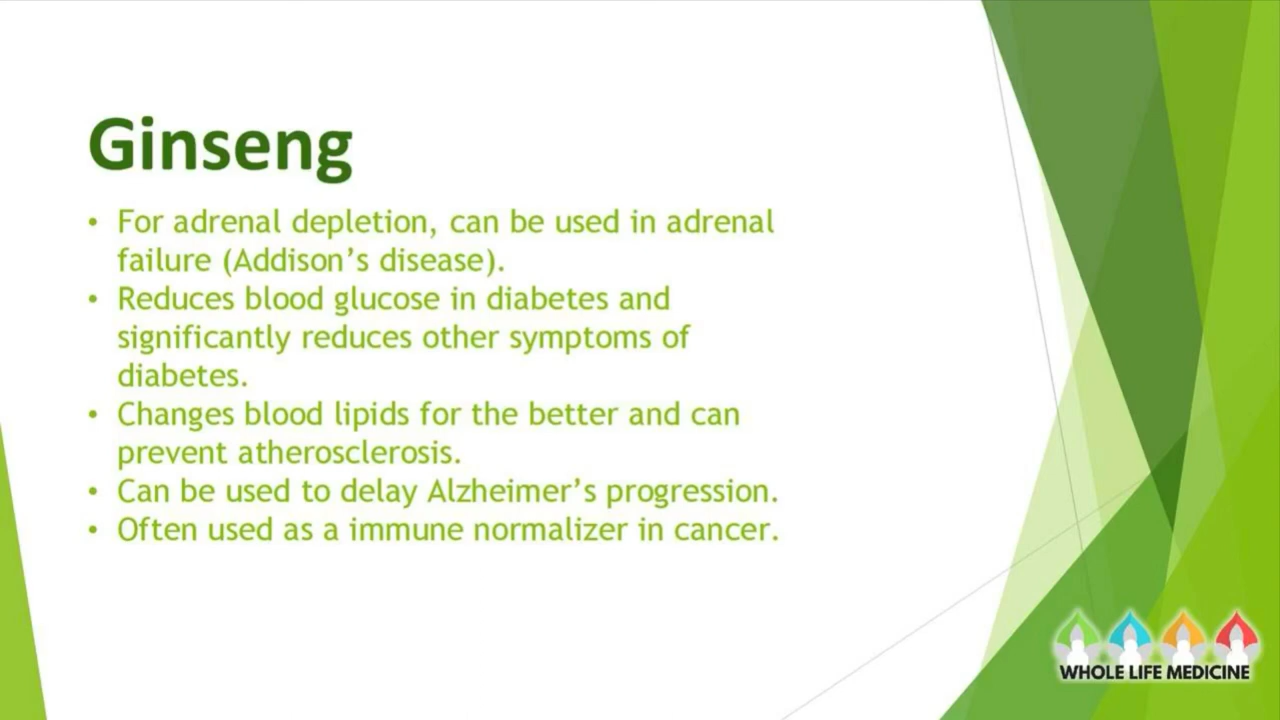 Ginseng
• For adrenal depletion, can be used in adrenal
failure (Addison's disease).
• Reduces blood glucose in diabetes and
significantly reduces other symptoms of
diabetes.
• Changes blood lipids for the better and can
prevent atherosclerosis.
• Can be used to delay Alzheimer's progression.
• Often used as a immune normalizer in cancer.
WHOLE LIFE MEDICINE